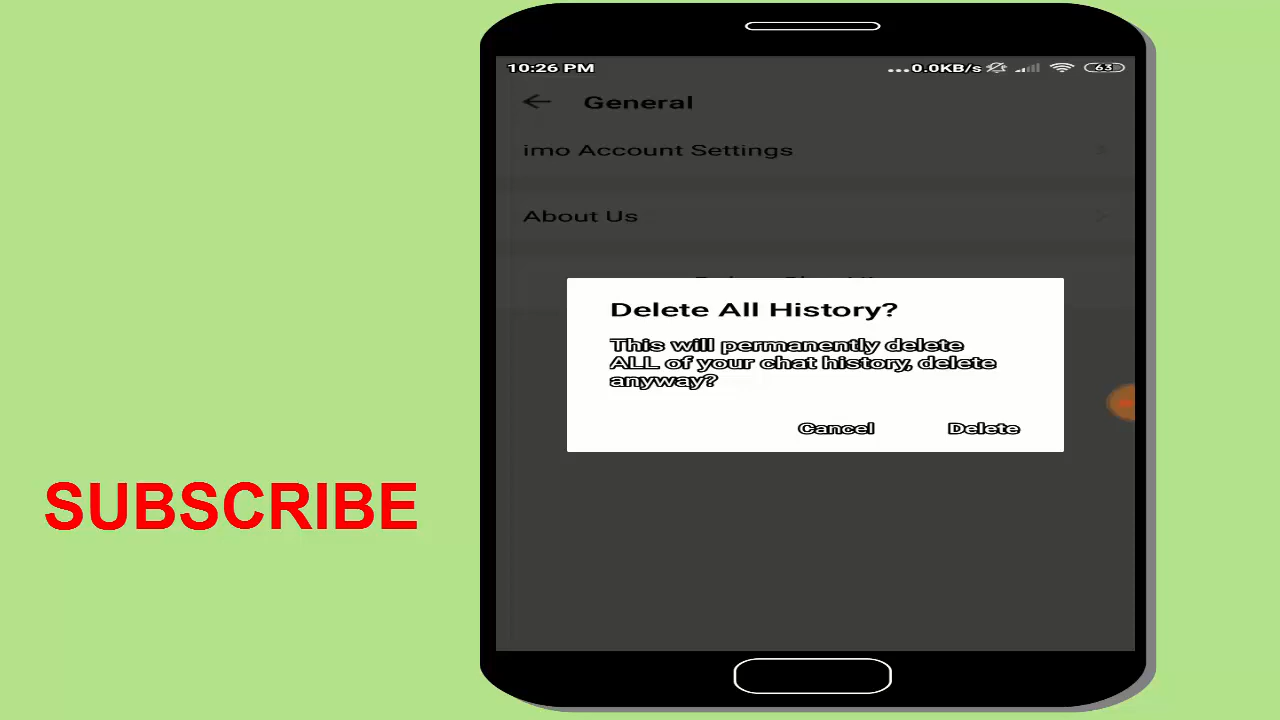 10:26 PM ...0.0KB/s 63
General
imo Account Settings
About Us
Delete All History?
This will permanently delete
ALL of your chat history, delete
anyway?
Cancel Delete
SUBSCRIBE